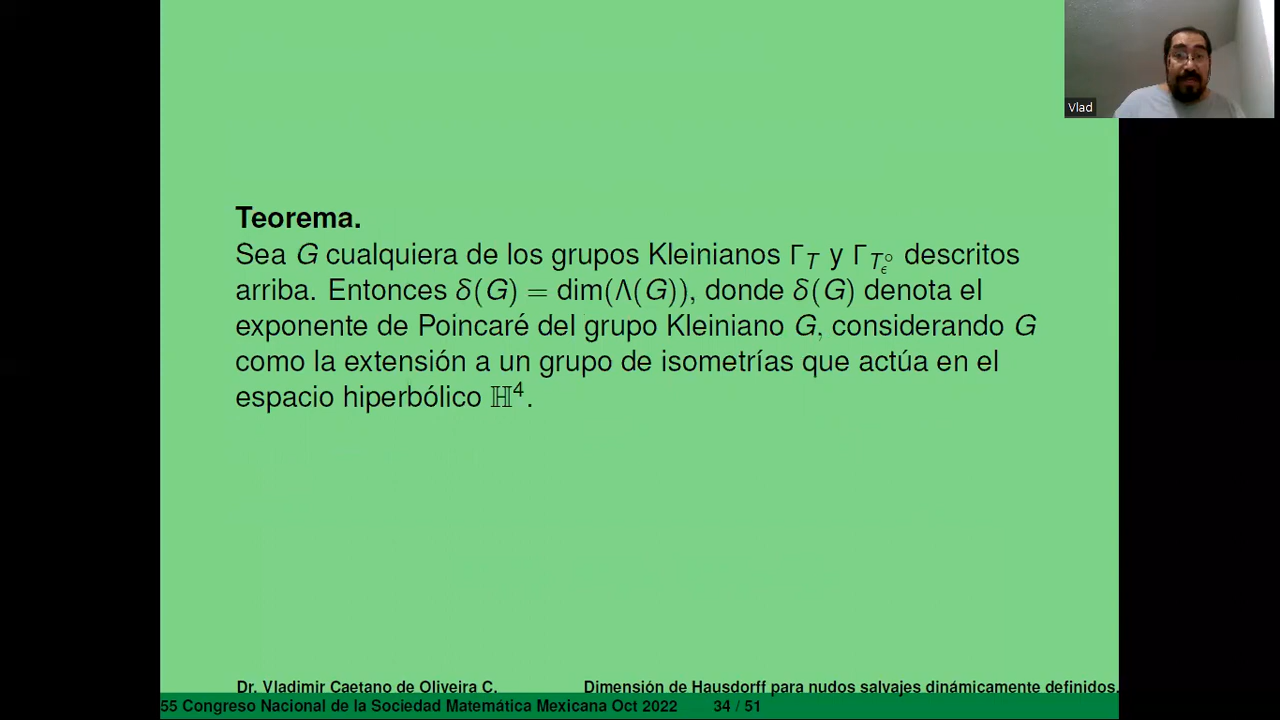 Vlad
Teorema.
Sea G cualquiera de los grupos Kleinianos Γ_T y Γ_{T_ϵ^○} descritos
arriba. Entonces δ(G) = dim(Λ(G)), donde δ(G) denota el
exponente de Poincaré del grupo Kleiniano G, considerando G
como la extensión a un grupo de isometrías que actúa en el
espacio hiperbólico ℍ⁴.
Dr. Vladimir Caetano de Oliveira C. Dimensión de Hausdorff para nudos salvajes dinámicamente definidos.
55 Congreso Nacional de la Sociedad Matemática Mexicana Oct 2022 34 / 51